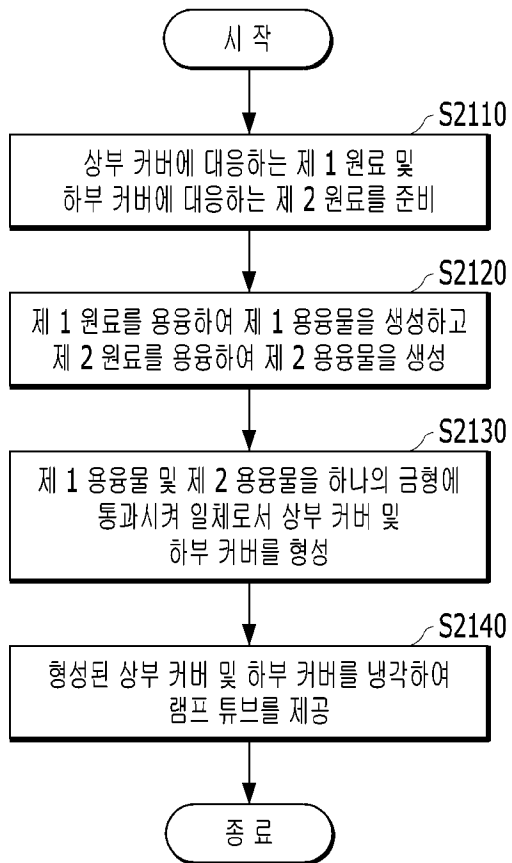 시 작
S2110
상부 커버에 대응하는 제 1 원료 및
하부 커버에 대응하는 제 2 원료를 준비
S2120
제 1 원료를 용융하여 제 1 용융물을 생성하고
제 2 원료를 용융하여 제 2 용융물을 생성
S2130
제 1 용융물 및 제 2 용융물을 하나의 금형에
통과시켜 일체로서 상부 커버 및
하부 커버를 형성
S2140
형성된 상부 커버 및 하부 커버를 냉각하여
램프 튜브를 제공
종 료